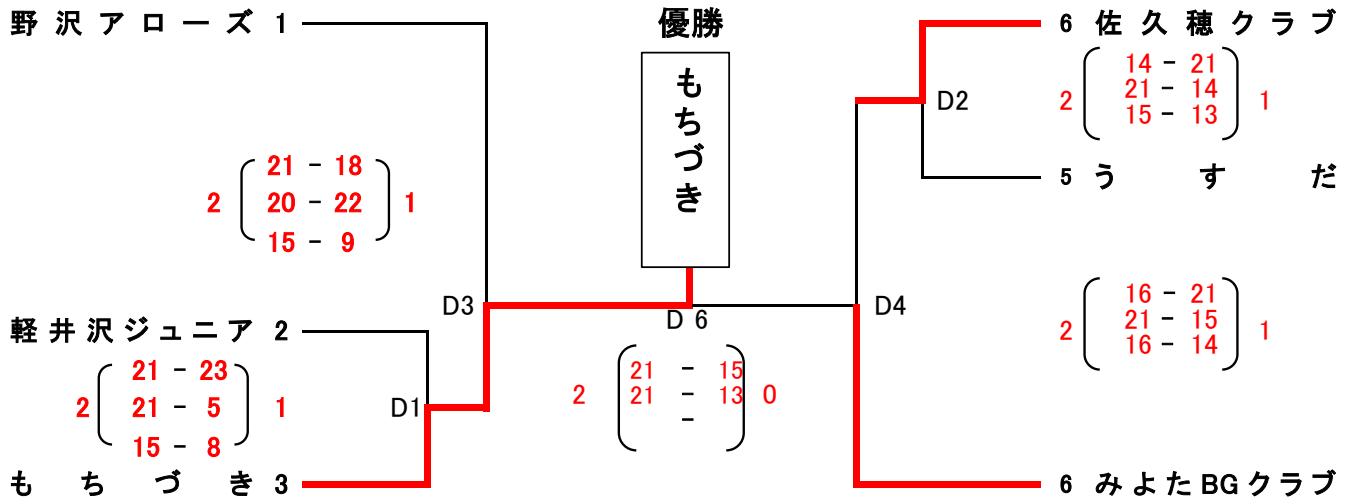 野沢アローズ 1
優勝
もちづき
6 佐久穂クラブ
14 - 21
2 21 - 14 1
15 - 13
D2
5 うすだ
21 - 18
2 20 - 22 1
15 - 9
D3
D6
D4
16 - 21
2 21 - 15 1
16 - 14
軽井沢ジュニア 2
21 - 23
2 21 - 5 1
15 - 8
D1
21 - 15
2 21 - 13 0
-
もちづき 3
6 みよたBGクラブ